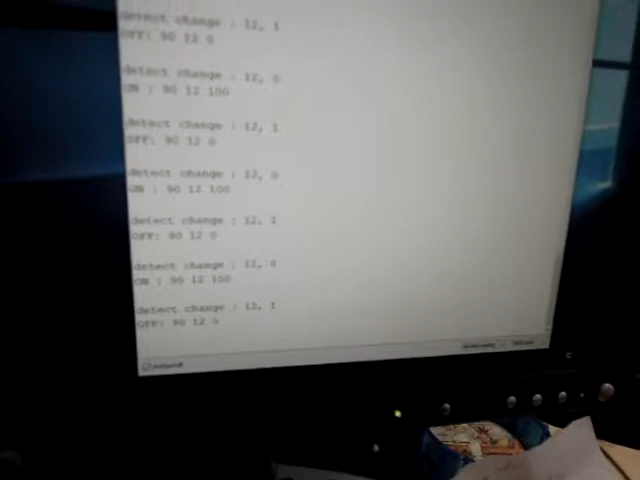 detect change : 12, 1
OFF: 90 12 0
detect change : 12, 0
ON : 90 12 100
detect change : 12, 1
OFF: 90 12 0
detect change : 12, 0
ON : 90 12 100
detect change : 12, 1
OFF: 90 12 0
detect change : 12, 0
ON : 90 12 100
detect change : 12, 1
OFF: 90 12 0
Autoscroll